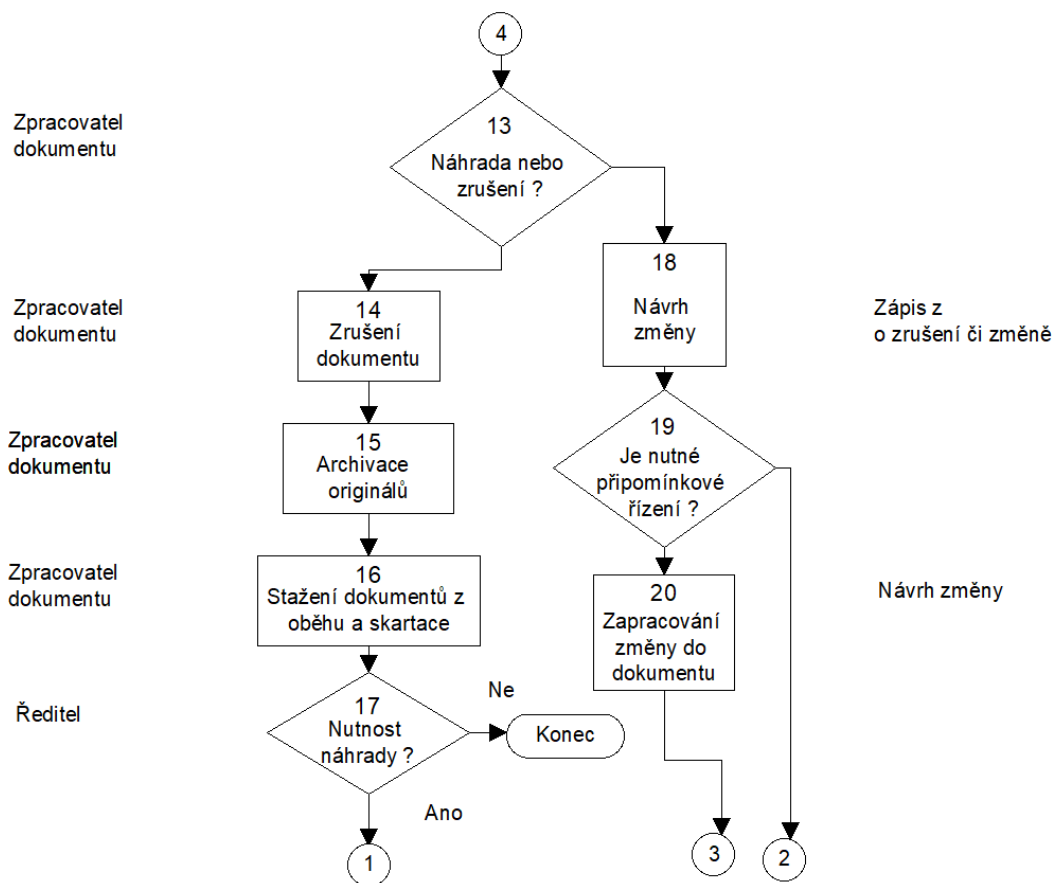 4
Zpracovatel
dokumentu
13
Náhrada nebo
zrušení ?
Zpracovatel
dokumentu
14
Zrušení
dokumentu
18
Návrh
změny
Zápis z
o zrušení či změně
Zpracovatel
dokumentu
15
Archivace
originálů
19
Je nutné
připomínkové
řízení ?
Zpracovatel
dokumentu
16
Stažení dokumentů z
oběhu a skartace
20
Zapracování
změny do
dokumentu
Návrh změny
Ředitel
17
Nutnost
náhrady ?
Ne
Konec
Ano
1
3
2